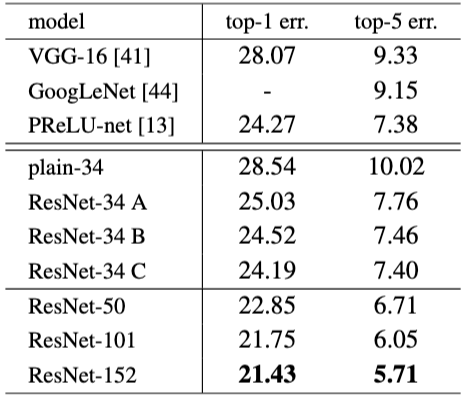 model top-1 err. top-5 err.
VGG-16 [41] 28.07 9.33
GoogLeNet [44] - 9.15
PReLU-net [13] 24.27 7.38
plain-34 28.54 10.02
ResNet-34 A 25.03 7.76
ResNet-34 B 24.52 7.46
ResNet-34 C 24.19 7.40
ResNet-50 22.85 6.71
ResNet-101 21.75 6.05
ResNet-152 21.43 5.71